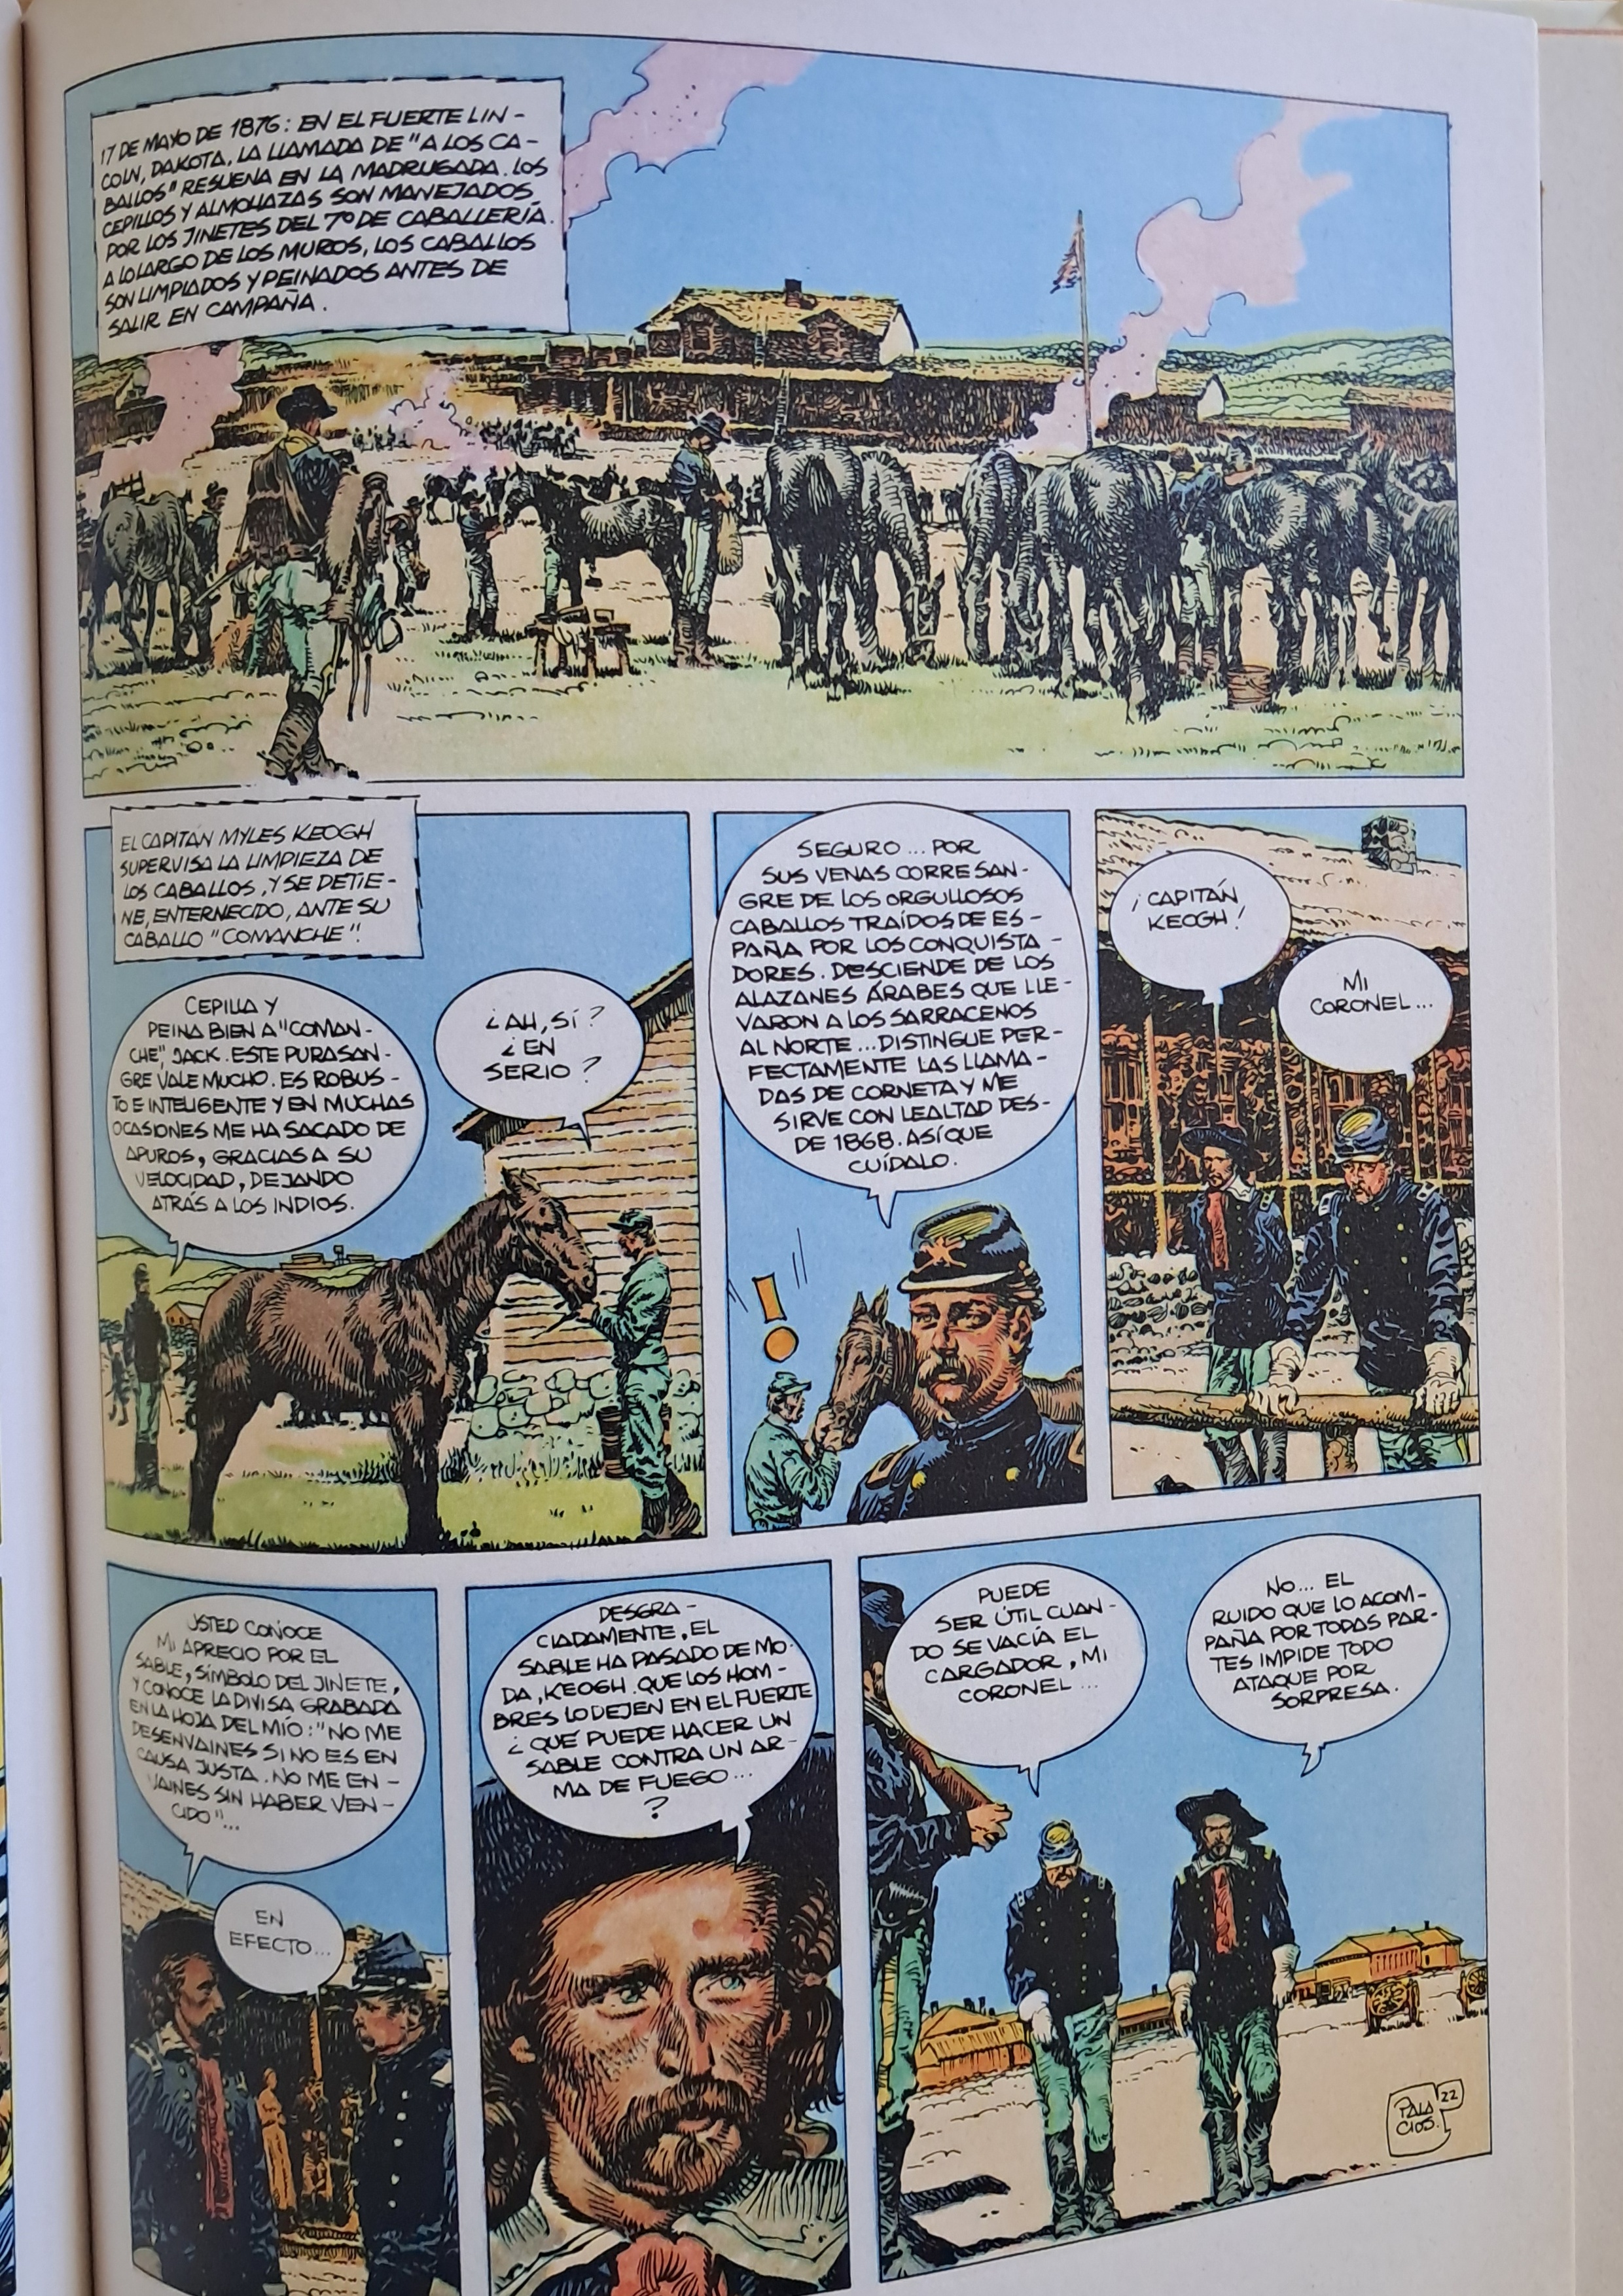 17 DE MAYO DE 1876: EN EL FUERTE LIN-
COLN, DAKOTA, LA LLAMADA DE "A LOS CA-
BALLOS" RESUENA EN LA MADRUGADA. LOS
CEPILLOS Y ALMOHAZAS SON MANEJADOS
POR LOS JINETES DEL 7º DE CABALLERÍA.
A LO LARGO DE LOS MUROS, LOS CABALLOS
SON LIMPIADOS Y PEINADOS ANTES DE
SALIR EN CAMPAÑA.
EL CAPITÁN MYLES KEOGH
SUPERVISA LA LIMPIEZA DE
LOS CABALLOS, Y SE DETIE-
NE, ENTERNECIDO, ANTE SU
CABALLO "COMANCHE".
CEPILLA Y
PEINA BIEN A "COMAN-
CHE", JACK. ESTE PURASAN-
GRE VALE MUCHO. ES ROBUS-
TO E INTELIGENTE Y EN MUCHAS
OCASIONES ME HA SACADO DE
APUROS, GRACIAS A SU
VELOCIDAD, DEJANDO
ATRÁS A LOS INDIOS.
¿AH, SÍ?
¿EN
SERIO?
SEGURO... POR
SUS VENAS CORRE SAN-
GRE DE LOS ORGULLOSOS
CABALLOS TRAÍDOS DE ES-
PAÑA POR LOS CONQUISTA-
DORES. DESCIENDE DE LOS
ALAZANES ÁRABES QUE LLE-
VARON A LOS SARRACENOS
AL NORTE... DISTINGUE PER-
FECTAMENTE LAS LLAMA-
DAS DE CORNETA Y ME
SIRVE CON LEALTAD DES-
DE 1868. ASÍ QUE
CUÍDALO.
!
¡CAPITÁN
KEOGH!
MI
CORONEL...
USTED CONOCE
MI APRECIO POR EL
SABLE, SÍMBOLO DEL JINETE,
Y CONOCE LA DIVISA GRABADA
EN LA HOJA DEL MÍO: "NO ME
DESENVAINES SI NO ES EN
CAUSA JUSTA. NO ME EN-
VAINES SIN HABER VEN-
CIDO"...
EN
EFECTO...
DESGRA-
CIADAMENTE, EL
SABLE HA PASADO DE MO-
DA, KEOGH. QUE LOS HOM-
BRES LO DEJEN EN EL FUERTE
¿QUÉ PUEDE HACER UN
SABLE CONTRA UN AR-
MA DE FUEGO...
?
PUEDE
SER ÚTIL CUAN-
DO SE VACÍA EL
CARGADOR, MI
CORONEL...
NO... EL
RUIDO QUE LO ACOM-
PAÑA POR TODAS PAR-
TES IMPIDE TODO
ATAQUE POR
SORPRESA.
22
PALA
CIOS.